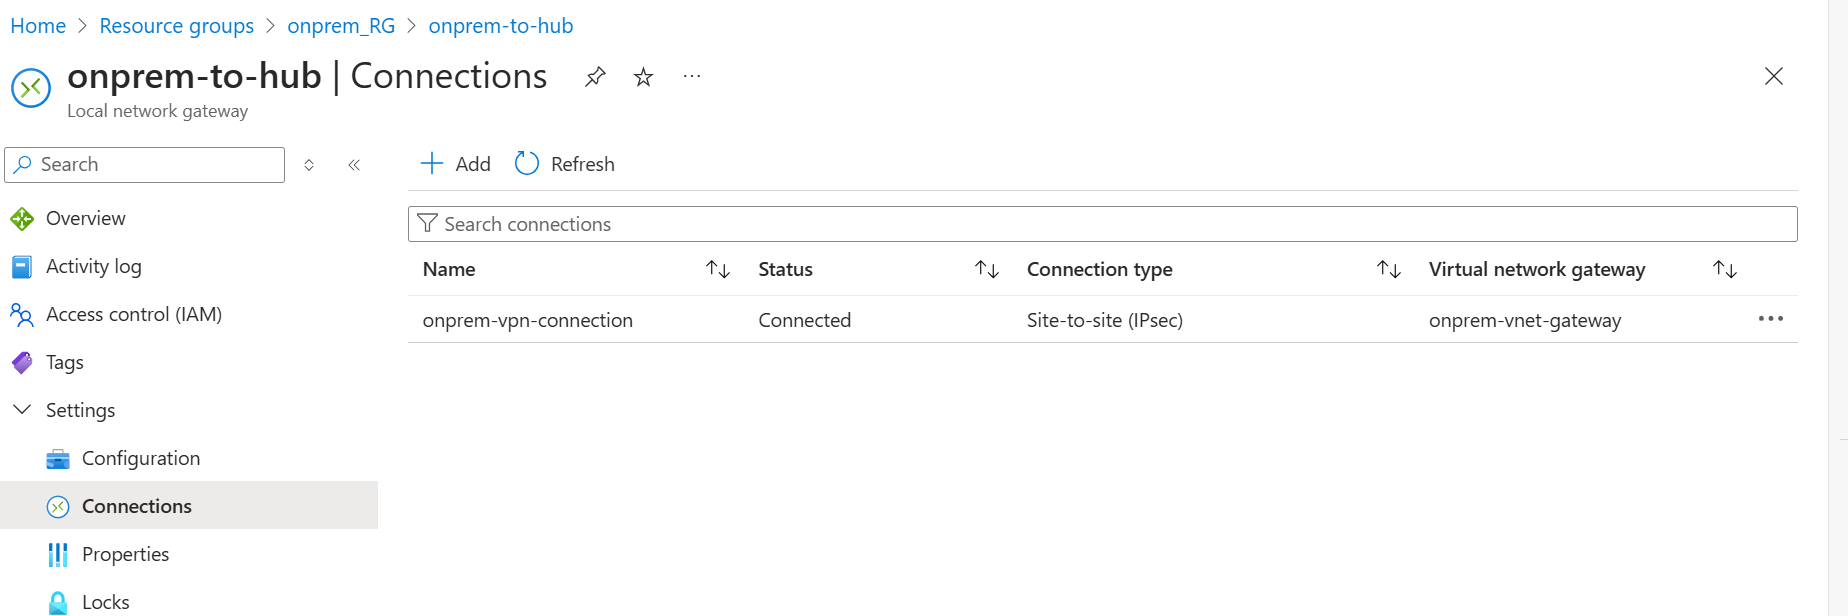 Home > Resource groups > onprem_RG > onprem-to-hub
onprem-to-hub | Connections
Local network gateway
Search
Add Refresh
Overview
Search connections
Name Status Connection type Virtual network gateway
Activity log
Access control (IAM)
onprem-vpn-connection Connected Site-to-site (IPsec) onprem-vnet-gateway
Tags
Settings
Configuration
Connections
Properties
Locks